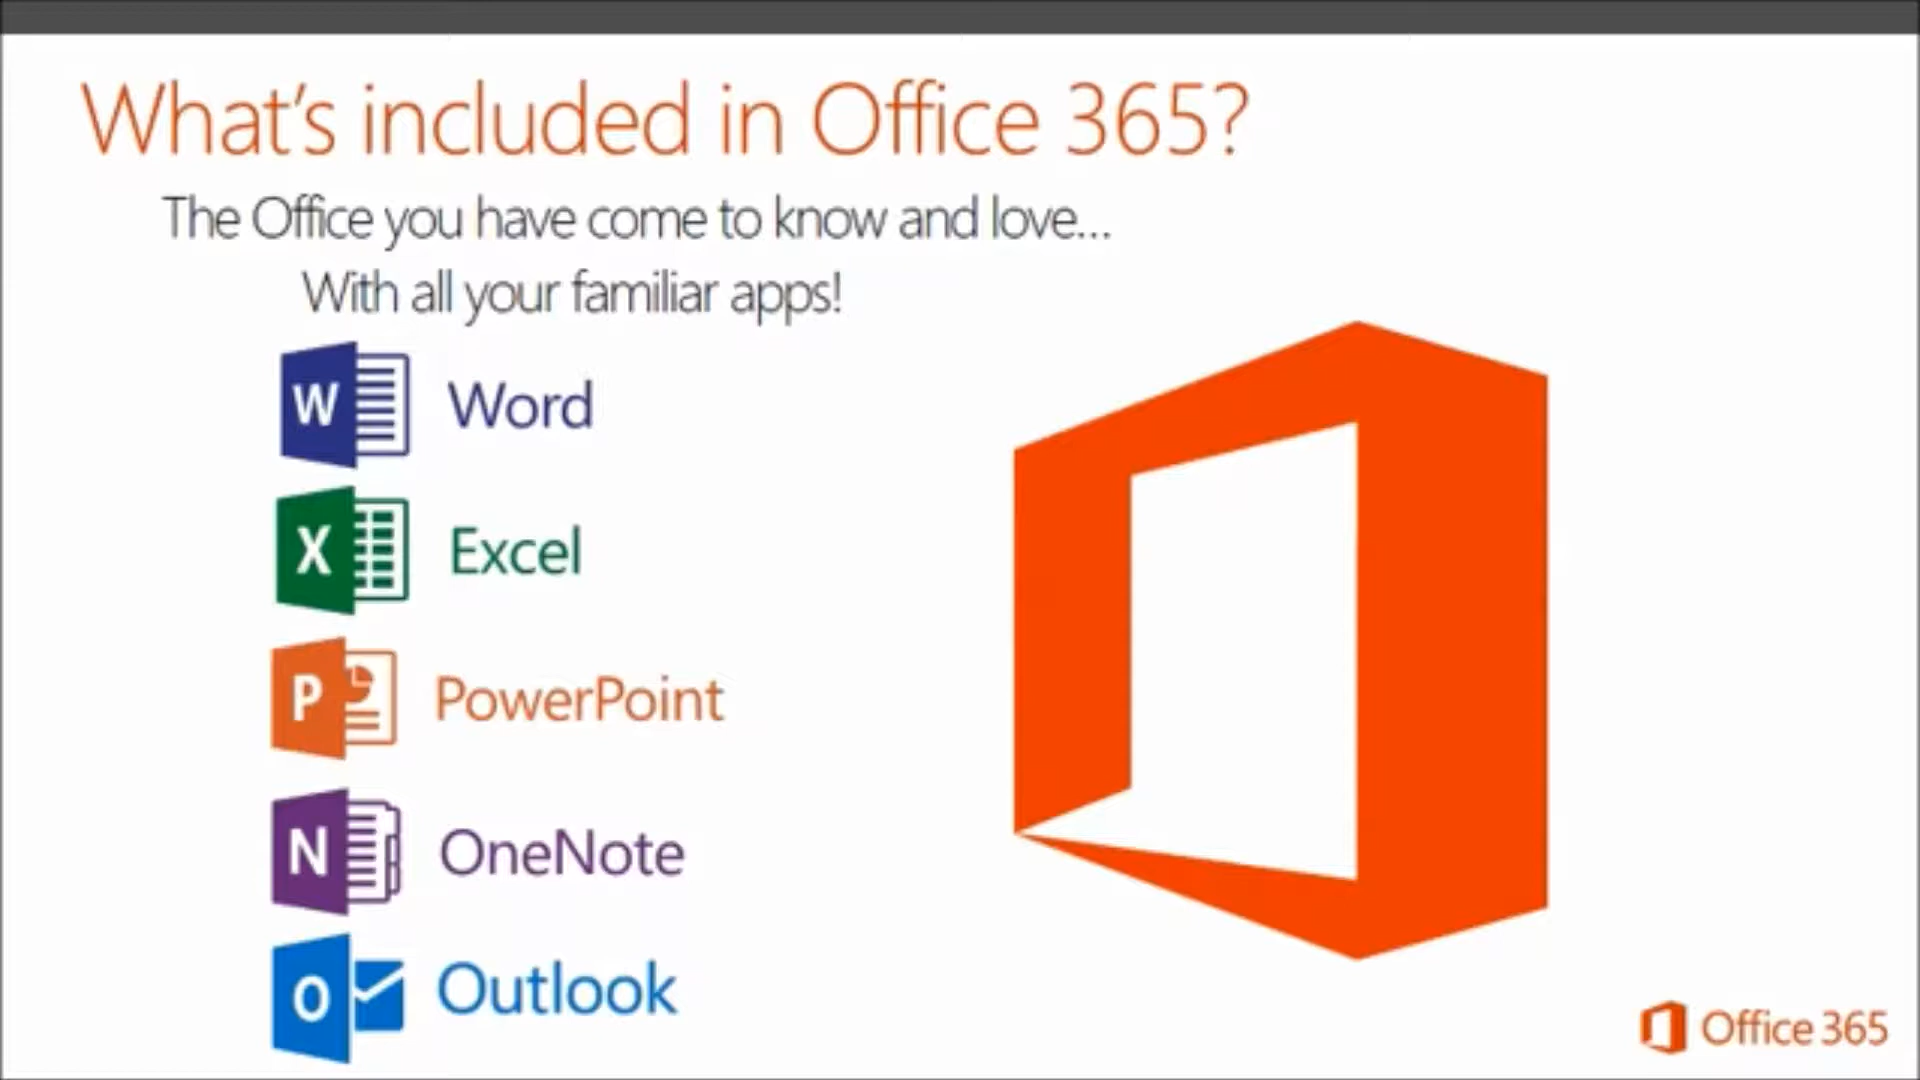 What's included in Office 365?
The Office you have come to know and love...
With all your familiar apps!
W Word
X Excel
P PowerPoint
N OneNote
O Outlook
Office 365